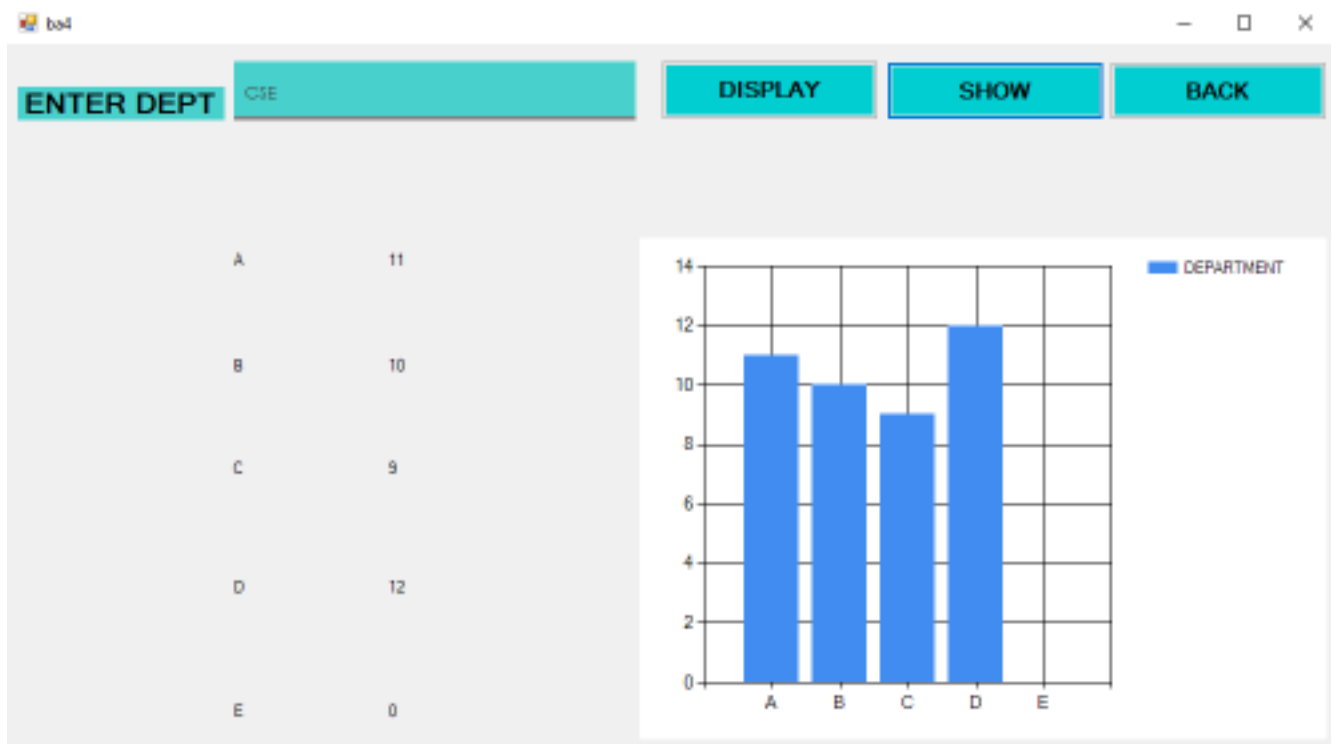 ba4
ENTER DEPT CSE DISPLAY SHOW BACK
A 11
B 10
C 9
D 12
E 0
DEPARTMENT
14
12
10
8
6
4
2
0
A B C D E